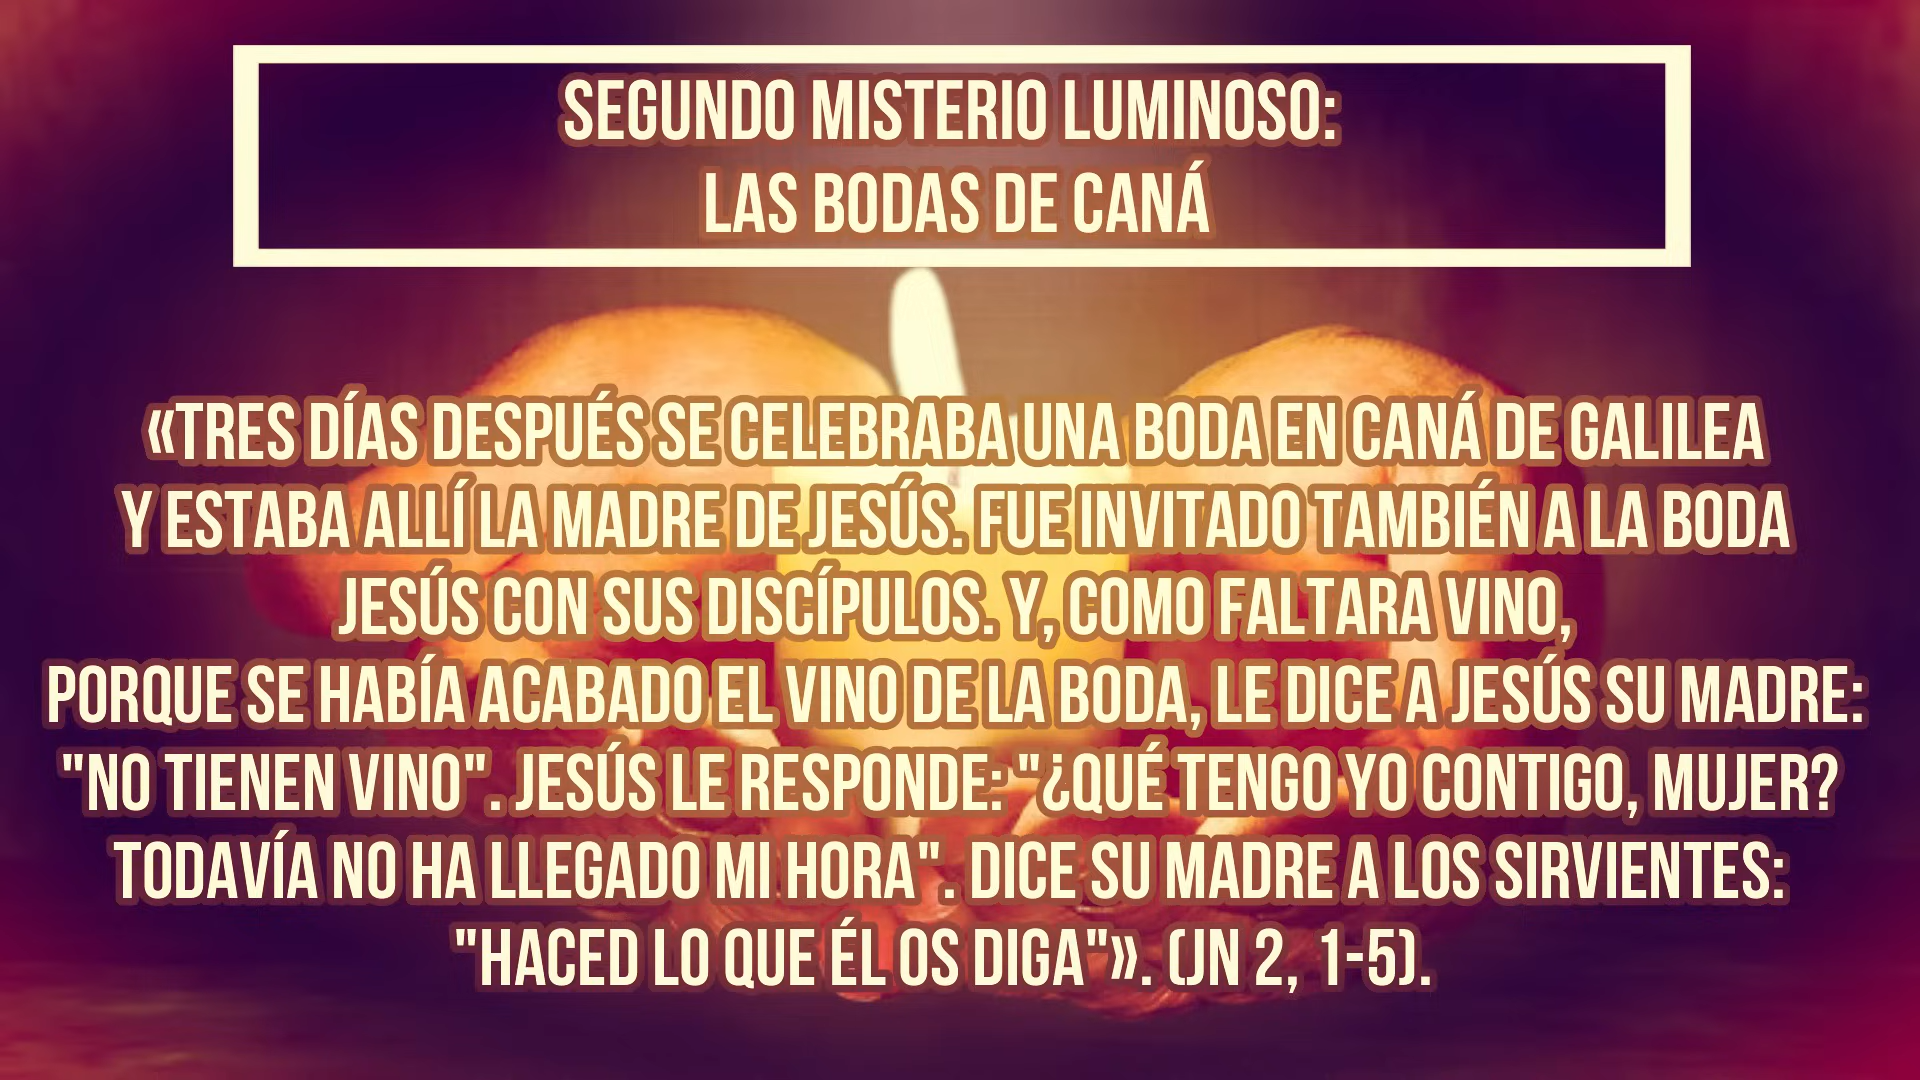 SEGUNDO MISTERIO LUMINOSO:
LAS BODAS DE CANÁ
«TRES DÍAS DESPUÉS SE CELEBRABA UNA BODA EN CANÁ DE GALILEA
Y ESTABA ALLÍ LA MADRE DE JESÚS. FUE INVITADO TAMBIÉN A LA BODA
JESÚS CON SUS DISCÍPULOS. Y, COMO FALTARA VINO,
PORQUE SE HABÍA ACABADO EL VINO DE LA BODA, LE DICE A JESÚS SU MADRE:
"NO TIENEN VINO". JESÚS LE RESPONDE: "¿QUÉ TENGO YO CONTIGO, MUJER?
TODAVÍA NO HA LLEGADO MI HORA". DICE SU MADRE A LOS SIRVIENTES:
"HACED LO QUE ÉL OS DIGA"». (JN 2, 1-5).